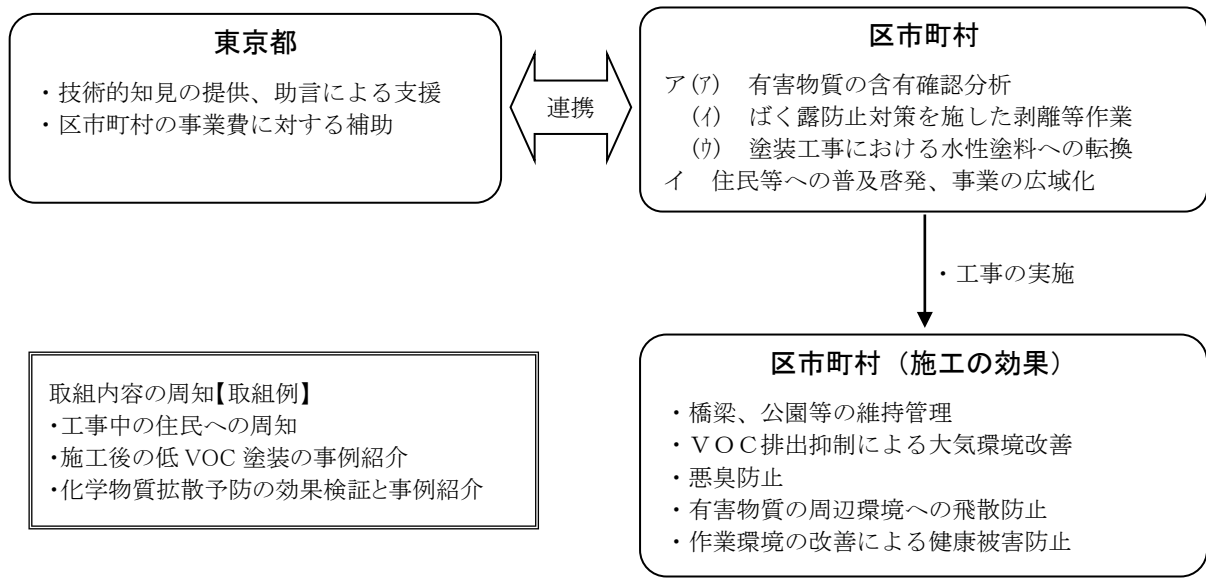 東京都
・技術的知見の提供、助言による支援
・区市町村の事業費に対する補助
連携
区市町村
ア(ｱ) 有害物質の含有確認分析
(ｲ) ばく露防止対策を施した剥離等作業
(ｳ) 塗装工事における水性塗料への転換
イ 住民等への普及啓発、事業の広域化
・工事の実施
取組内容の周知【取組例】
・工事中の住民への周知
・施工後の低 VOC 塗装の事例紹介
・化学物質拡散予防の効果検証と事例紹介
区市町村（施工の効果）
・橋梁、公園等の維持管理
・ＶＯＣ排出抑制による大気環境改善
・悪臭防止
・有害物質の周辺環境への飛散防止
・作業環境の改善による健康被害防止